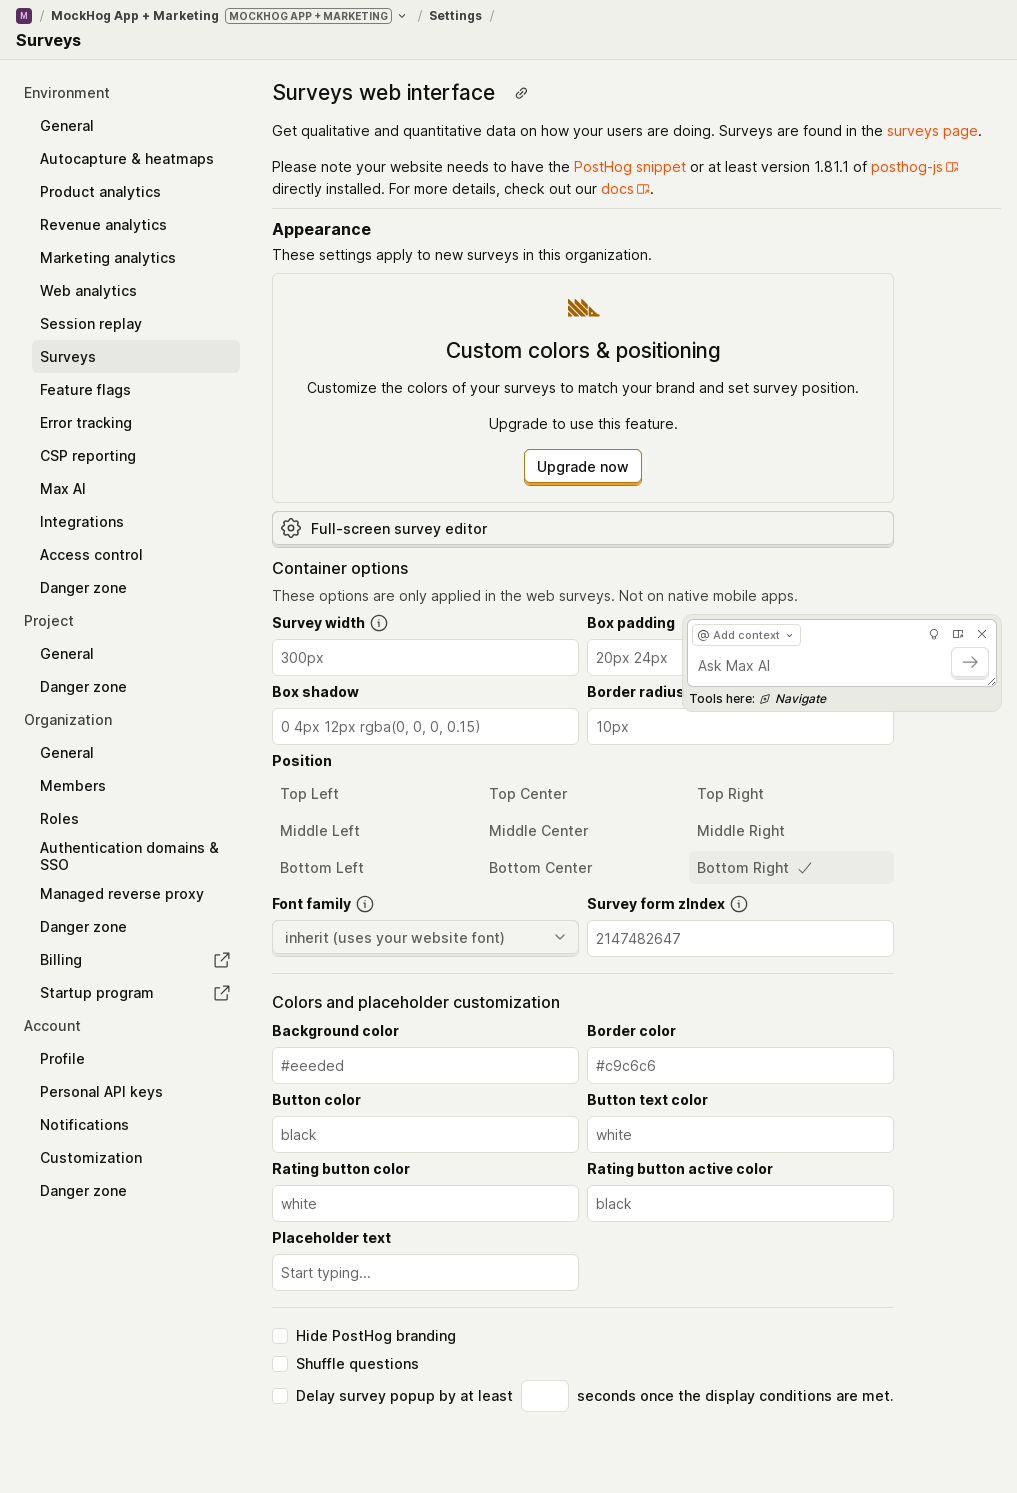 M / MockHog App + Marketing MOCKHOG APP + MARKETING / Settings /
Surveys
Environment
General
Autocapture & heatmaps
Product analytics
Revenue analytics
Marketing analytics
Web analytics
Session replay
Surveys
Feature flags
Error tracking
CSP reporting
Max AI
Integrations
Access control
Danger zone
Project
General
Danger zone
Organization
General
Members
Roles
Authentication domains &
SSO
Managed reverse proxy
Danger zone
Billing
Startup program
Account
Profile
Personal API keys
Notifications
Customization
Danger zone
Surveys web interface
Get qualitative and quantitative data on how your users are doing. Surveys are found in the surveys page.
Please note your website needs to have the PostHog snippet or at least version 1.81.1 of posthog-js
directly installed. For more details, check out our docs.
Appearance
These settings apply to new surveys in this organization.
Custom colors & positioning
Customize the colors of your surveys to match your brand and set survey position.
Upgrade to use this feature.
Upgrade now
Full-screen survey editor
Container options
These options are only applied in the web surveys. Not on native mobile apps.
Survey width Box padding
300px 20px 24px
Box shadow Border radius
0 4px 12px rgba(0, 0, 0, 0.15) 10px
@ Add context
Ask Max AI
Tools here: Navigate
Position
Top Left Top Center Top Right
Middle Left Middle Center Middle Right
Bottom Left Bottom Center Bottom Right
Font family Survey form zIndex
inherit (uses your website font) 2147482647
Colors and placeholder customization
Background color Border color
#eeeded #c9c6c6
Button color Button text color
black white
Rating button color Rating button active color
white black
Placeholder text
Start typing...
Hide PostHog branding
Shuffle questions
Delay survey popup by at least seconds once the display conditions are met.